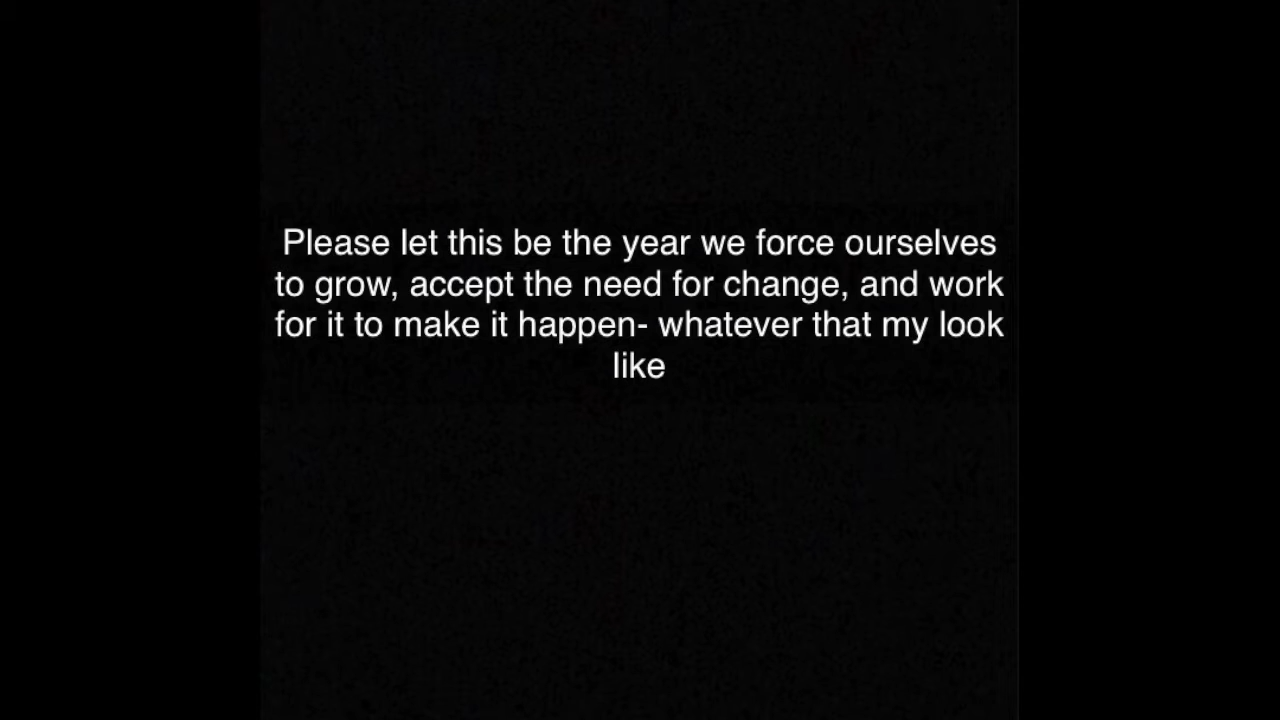 Please let this be the year we force ourselves
to grow, accept the need for change, and work
for it to make it happen- whatever that my look
like